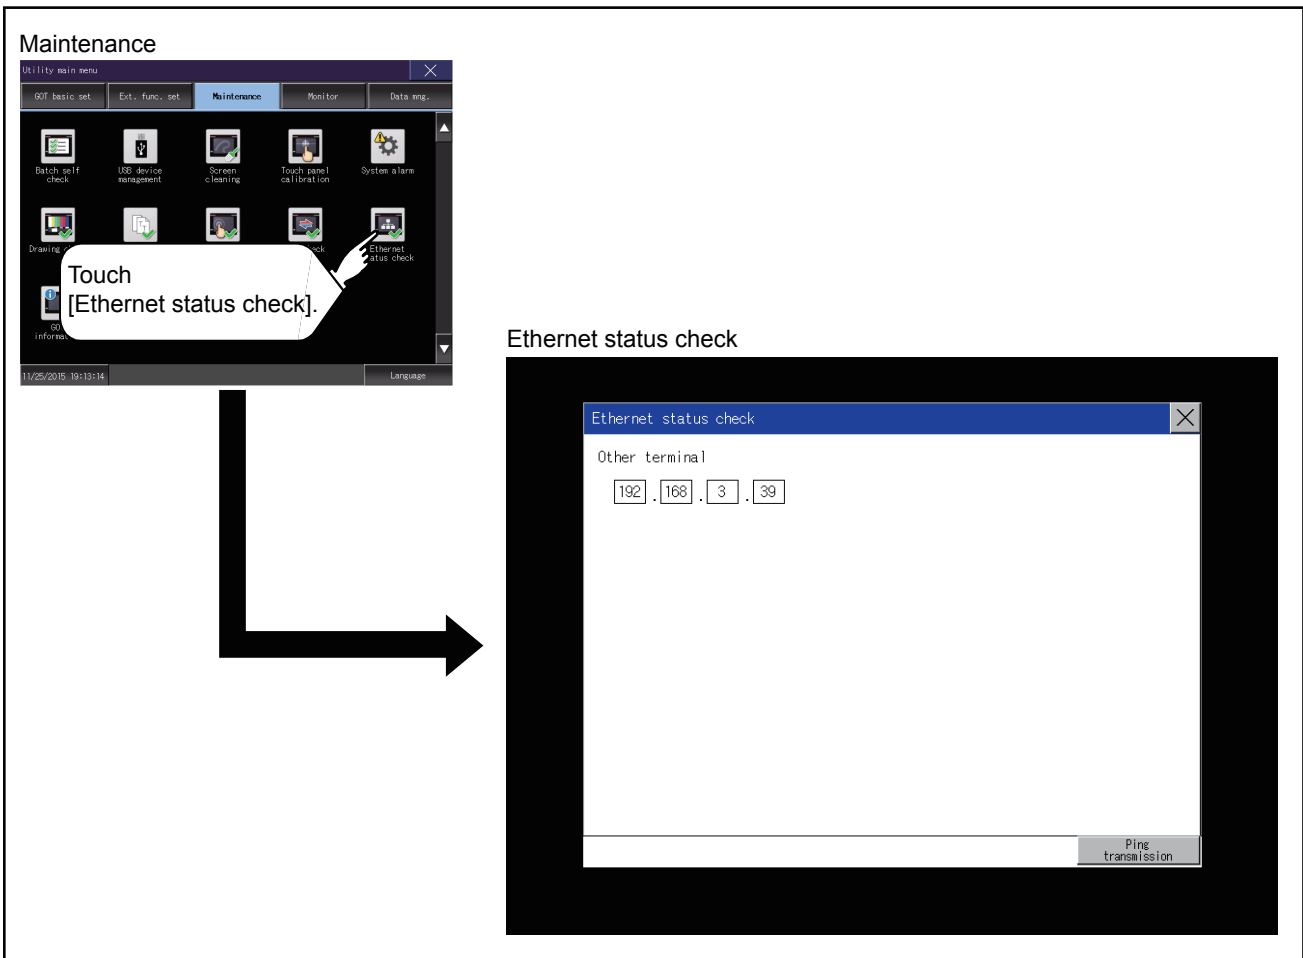 Maintenance
Utility main menu
GOT basic set Ext. func. set Maintenance Monitor Data mng.
Batch self
check
USB device
management
Screen
cleaning
Touch panel
calibration
System alarm
Drawing
Ethernet
status check
Touch
[Ethernet status check].
11/25/2015 19:13:14 Language
Ethernet status check
Ethernet status check
Other terminal
192 . 168 . 3 . 39
Ping
transmission